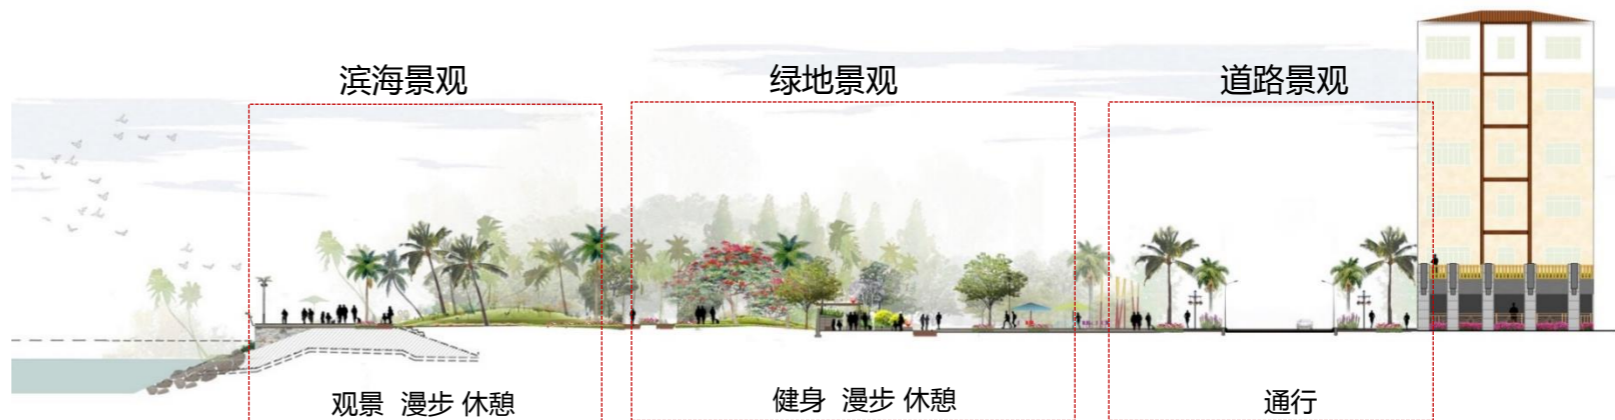 滨海景观
绿地景观
道路景观
观景 漫步 休憩
健身 漫步 休憩
通行